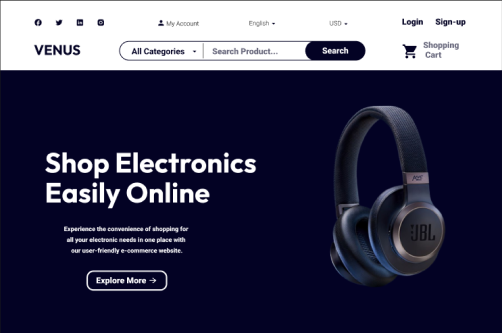 My Account
English
USD
Login
Sign-up
VENUS
All Categories
Search Product...
Search
Shopping
Cart
Shop Electronics
Easily Online
Experience the convenience of shopping for
all your electronic needs in one place with
our user-friendly e-commerce website.
Explore More →
JBL